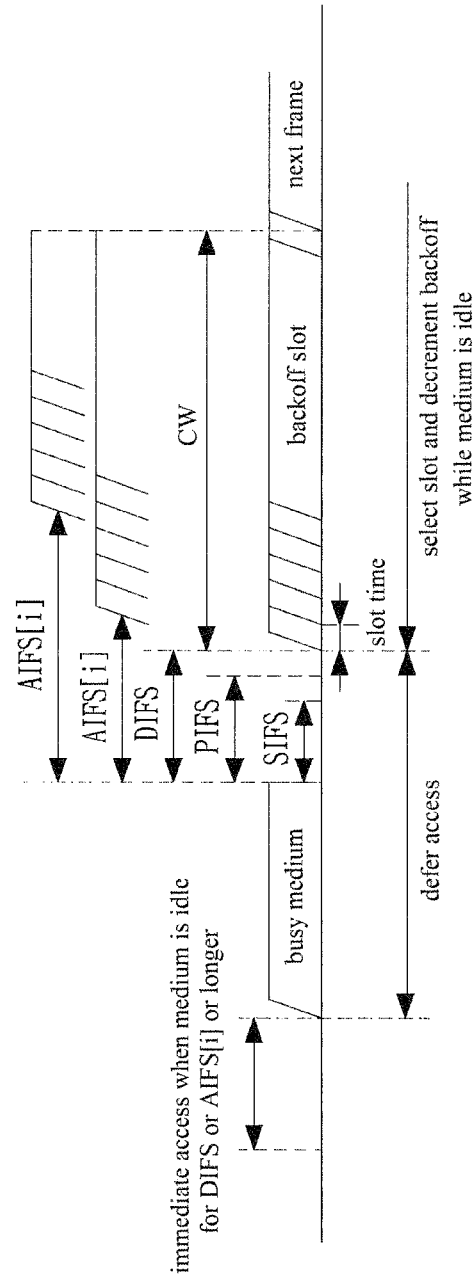 immediate access when medium is idle
for DIFS or AIFS[i] or longer
AIFS[i]
AIFS[i]
DIFS
PIFS
SIFS
CW
busy medium
backoff slot
next frame
slot time
defer access
select slot and decrement backoff
while medium is idle